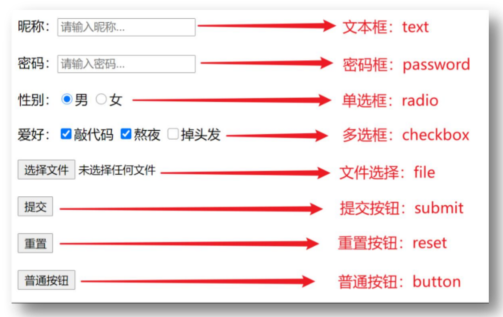 昵称：请输入昵称... 文本框：text
密码：请输入密码... 密码框：password
性别：男 女 单选框：radio
爱好：敲代码 熬夜 掉头发 多选框：checkbox
选择文件 未选择任何文件 文件选择：file
提交 提交按钮：submit
重置 重置按钮：reset
普通按钮 普通按钮：button